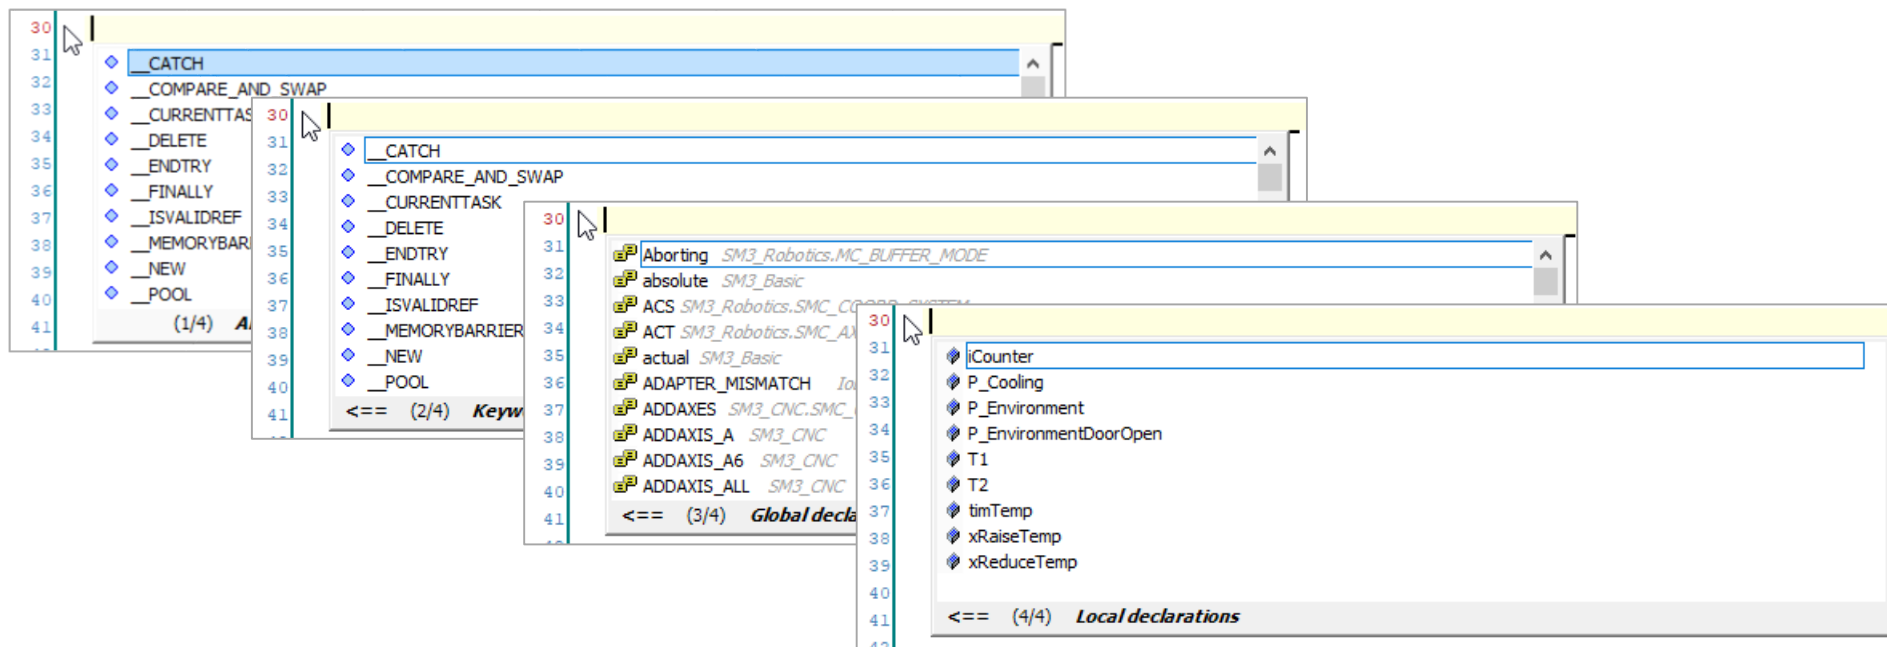 30
31 __CATCH
32 __COMPARE_AND_SWAP
33 __CURRENTTAS
34 __DELETE
35 __ENDTRY
36 __FINALLY
37 __ISVALIDREF
38 __MEMORYBAR
39 __NEW
40 __POOL
41 (1/4)
30
31 __CATCH
32 __COMPARE_AND_SWAP
33 __CURRENTTASK
34 __DELETE
35 __ENDTRY
36 __FINALLY
37 __ISVALIDREF
38 __MEMORYBARRIER
39 __NEW
40 __POOL
41 <== (2/4) Keyw
30
31 Aborting SM3_Robotics.MC_BUFFER_MODE
32 absolute SM3_Basic
33 ACS SM3_Robotics.SMC_COORD_SYSTEM
34 ACT SM3_Robotics.SMC_AX
35 actual SM3_Basic
36 ADAPTER_MISMATCH Io
37 ADDAXES SM3_CNC.SMC_
38 ADDAXIS_A SM3_CNC
39 ADDAXIS_A6 SM3_CNC
40 ADDAXIS_ALL SM3_CNC
41 <== (3/4) Global decla
30
31 iCounter
32 P_Cooling
33 P_Environment
34 P_EnvironmentDoorOpen
35 T1
36 T2
37 timTemp
38 xRaiseTemp
39 xReduceTemp
40
41 <== (4/4) Local declarations